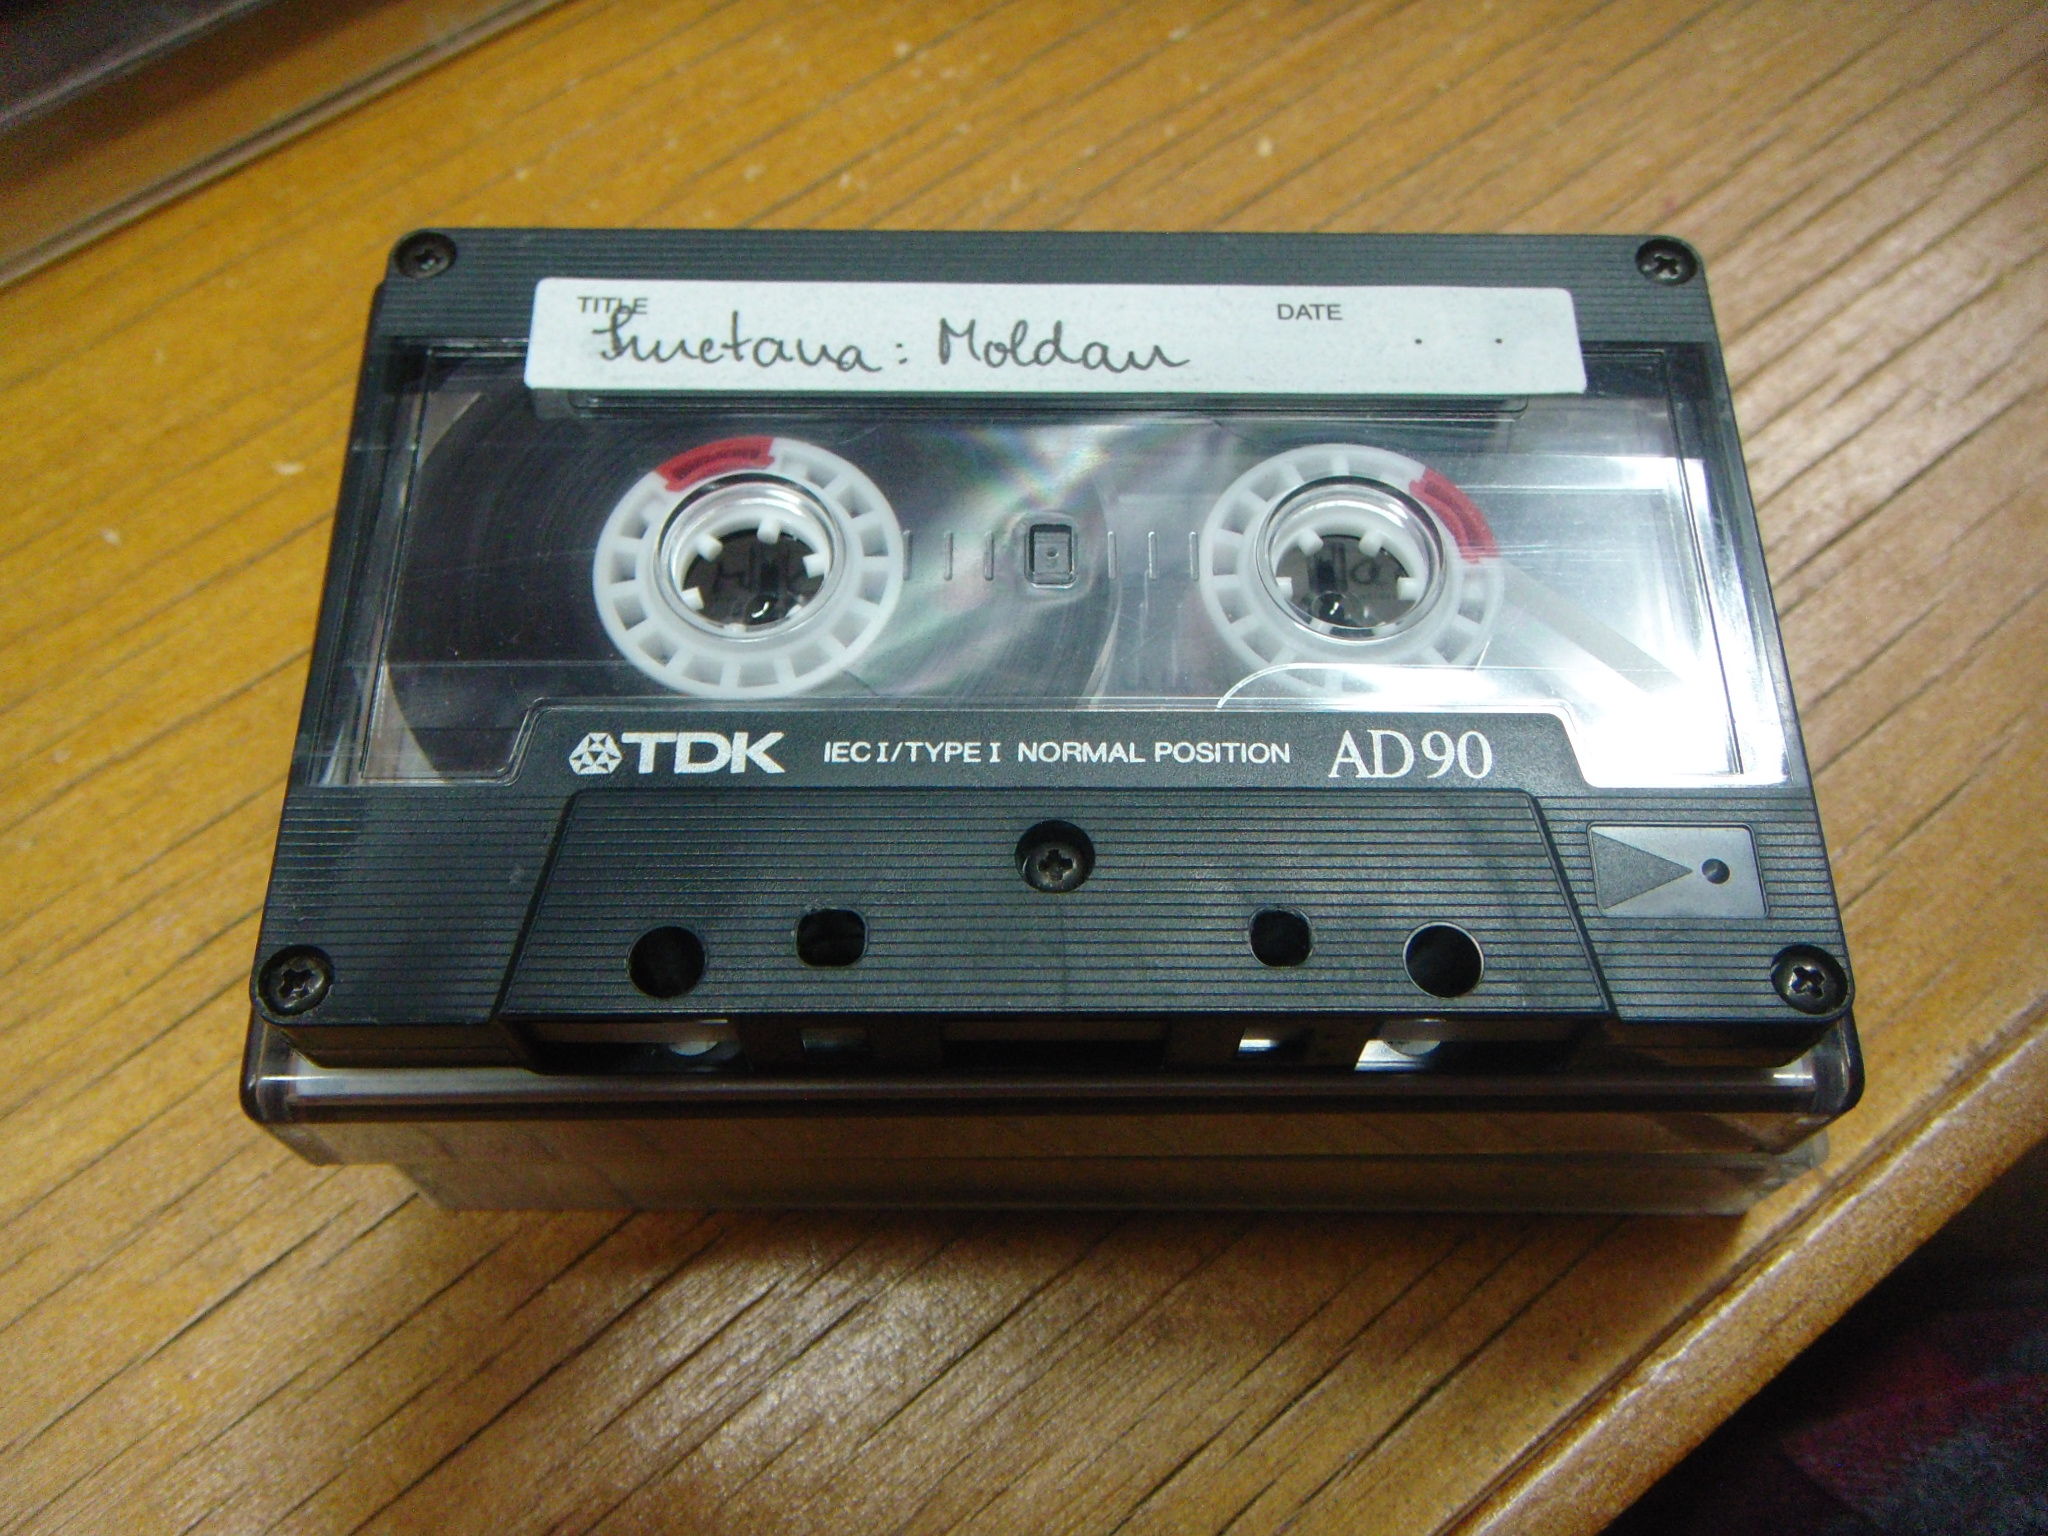 TITLE DATE
Smetana: Moldau . .
TDK IEC I/TYPE I NORMAL POSITION AD90